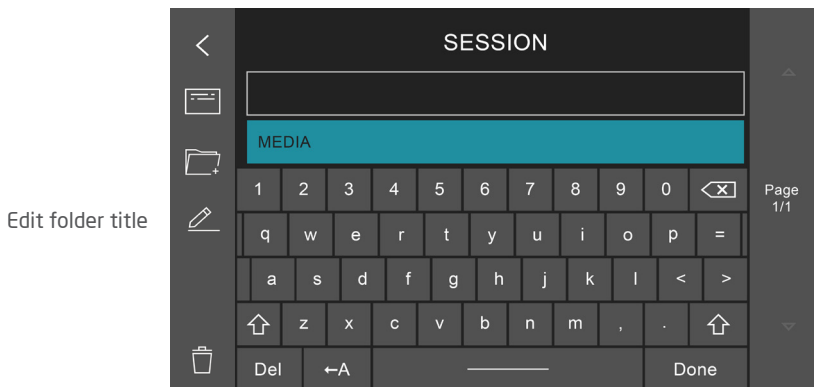 SESSION
MEDIA
1 2 3 4 5 6 7 8 9 0
Page
1/1
Edit folder title
q w e r t y u i o p =
a s d f g h j k l < >
z x c v b n m , .
Del ←A Done